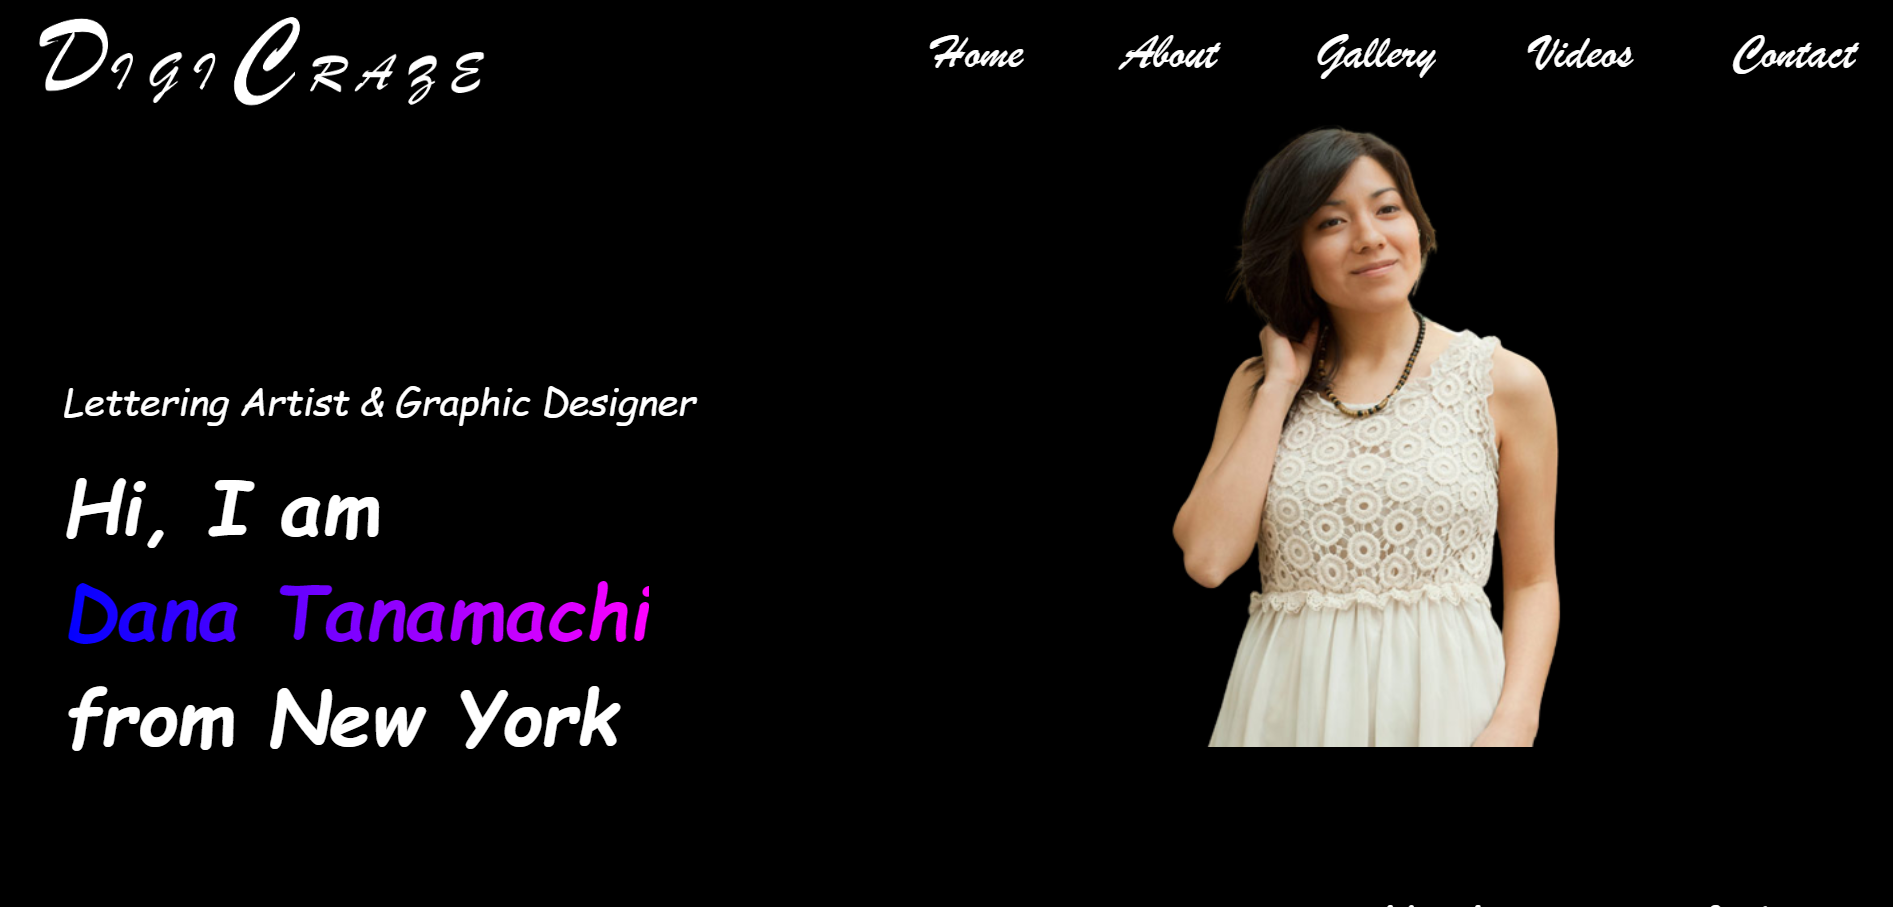 DIGICRAZE
Home About Gallery Videos Contact
Lettering Artist & Graphic Designer
Hi, I am
Dana Tanamachi
from New York